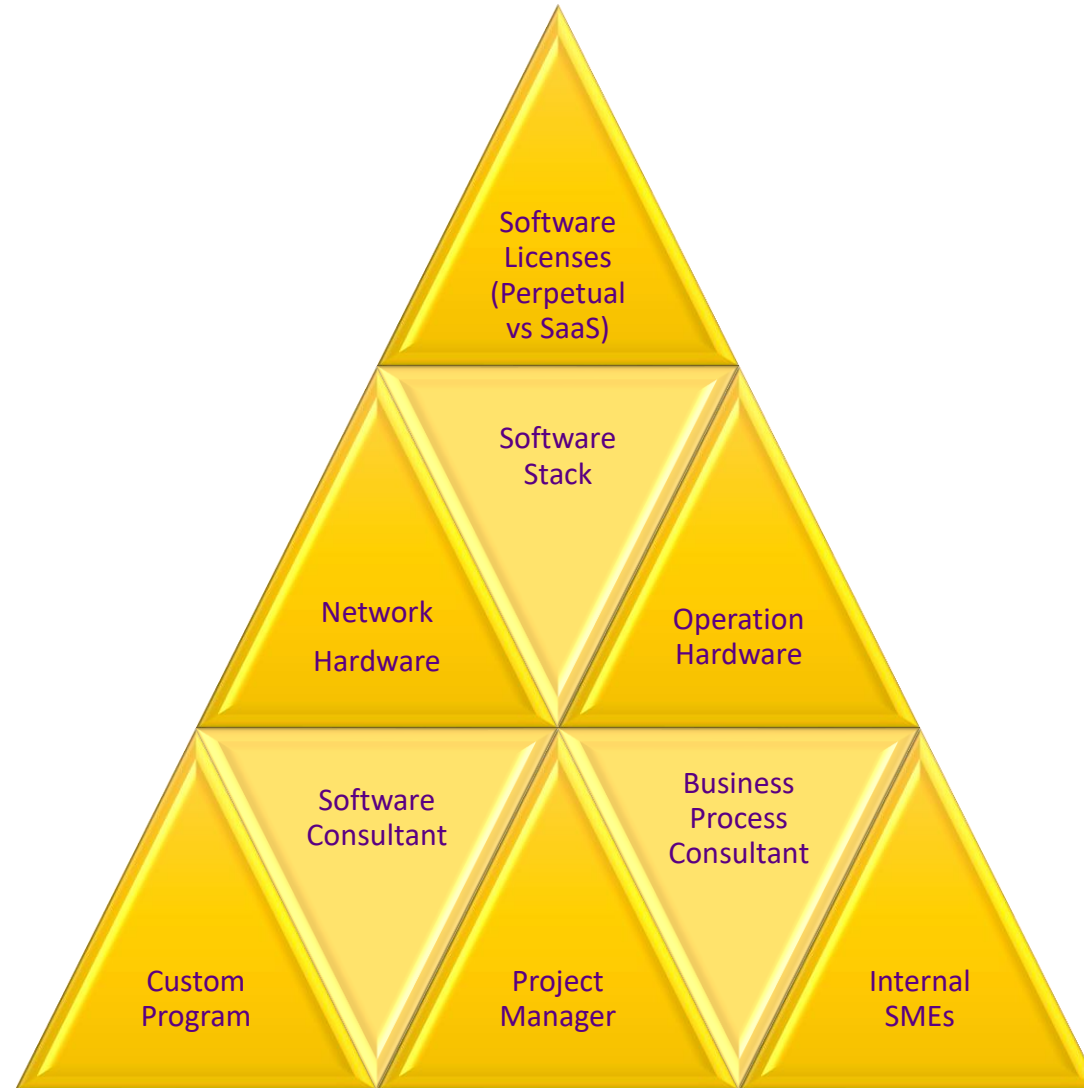 Software
Licenses
(Perpetual
vs SaaS)
Software
Stack
Network
Hardware
Operation
Hardware
Software
Consultant
Business
Process
Consultant
Custom
Program
Project
Manager
Internal
SMEs